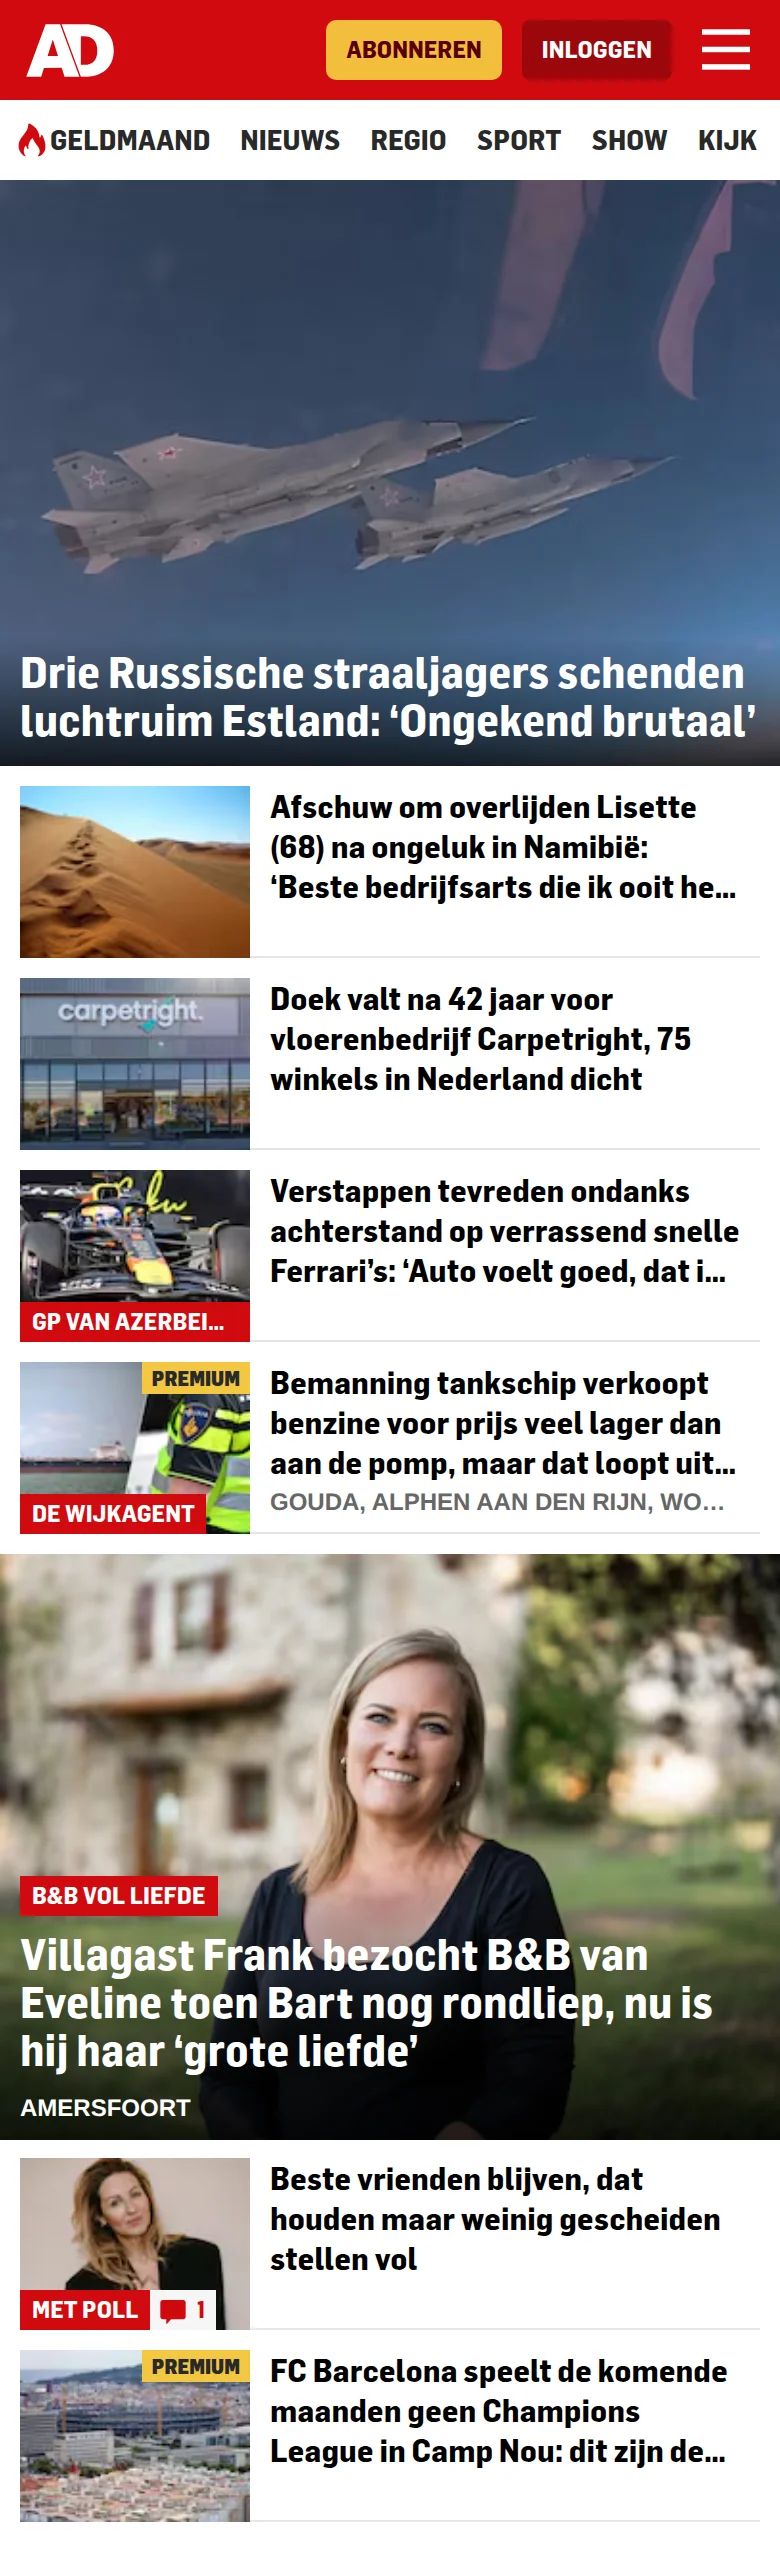 AD
ABONNEREN
INLOGGEN
GELDMAAND NIEUWS REGIO SPORT SHOW KIJK
Drie Russische straaljagers schenden
luchtruim Estland: ‘Ongekend brutaal’
Afschuw om overlijden Lisette
(68) na ongeluk in Namibië:
‘Beste bedrijfsarts die ik ooit he...
carpetright.
Doek valt na 42 jaar voor
vloerenbedrijf Carpetright, 75
winkels in Nederland dicht
GP VAN AZERBEI...
Verstappen tevreden ondanks
achterstand op verrassend snelle
Ferrari’s: ‘Auto voelt goed, dat i...
PREMIUM
DE WIJKAGENT
Bemanning tankschip verkoopt
benzine voor prijs veel lager dan
aan de pomp, maar dat loopt uit...
GOUDA, ALPHEN AAN DEN RIJN, WO...
B&B VOL LIEFDE
Villagast Frank bezocht B&B van
Eveline toen Bart nog rondliep, nu is
hij haar ‘grote liefde’
AMERSFOORT
MET POLL 1
Beste vrienden blijven, dat
houden maar weinig gescheiden
stellen vol
PREMIUM
FC Barcelona speelt de komende
maanden geen Champions
League in Camp Nou: dit zijn de...